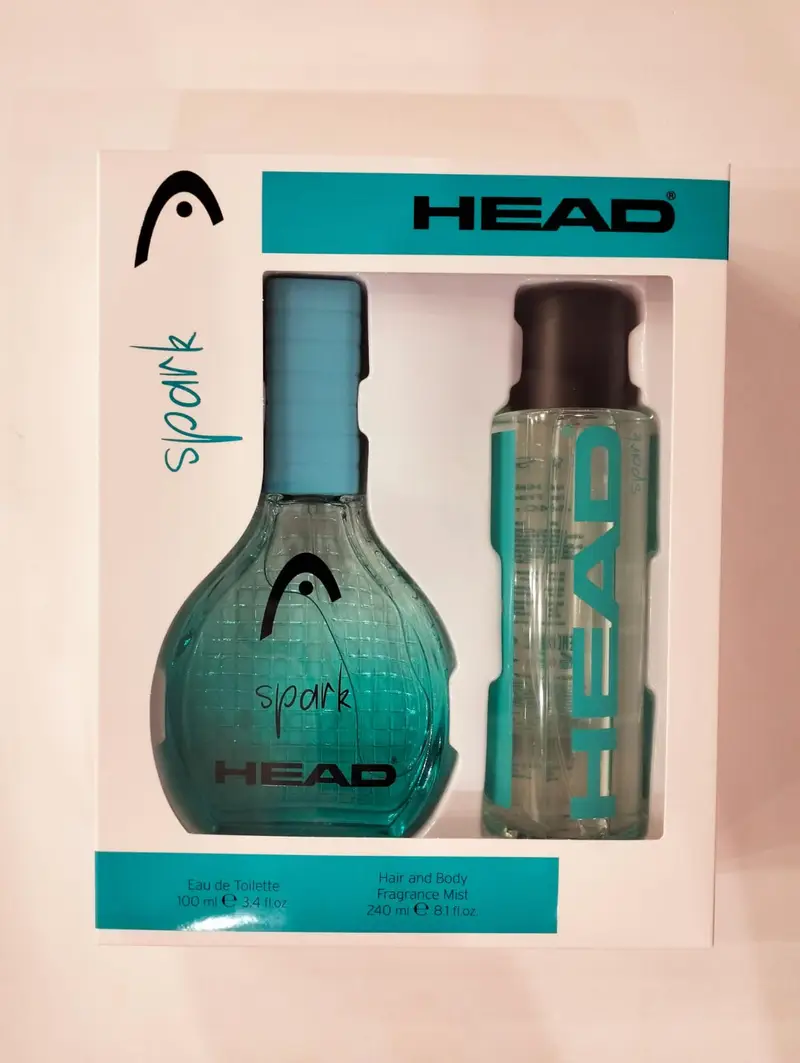 HEAD®
spark
spark
HEAD®
HEAD
spark
Eau de Toilette
100 ml ℮ 3.4 fl.oz
Hair and Body
Fragrance Mist
240 ml ℮ 8.1 fl.oz